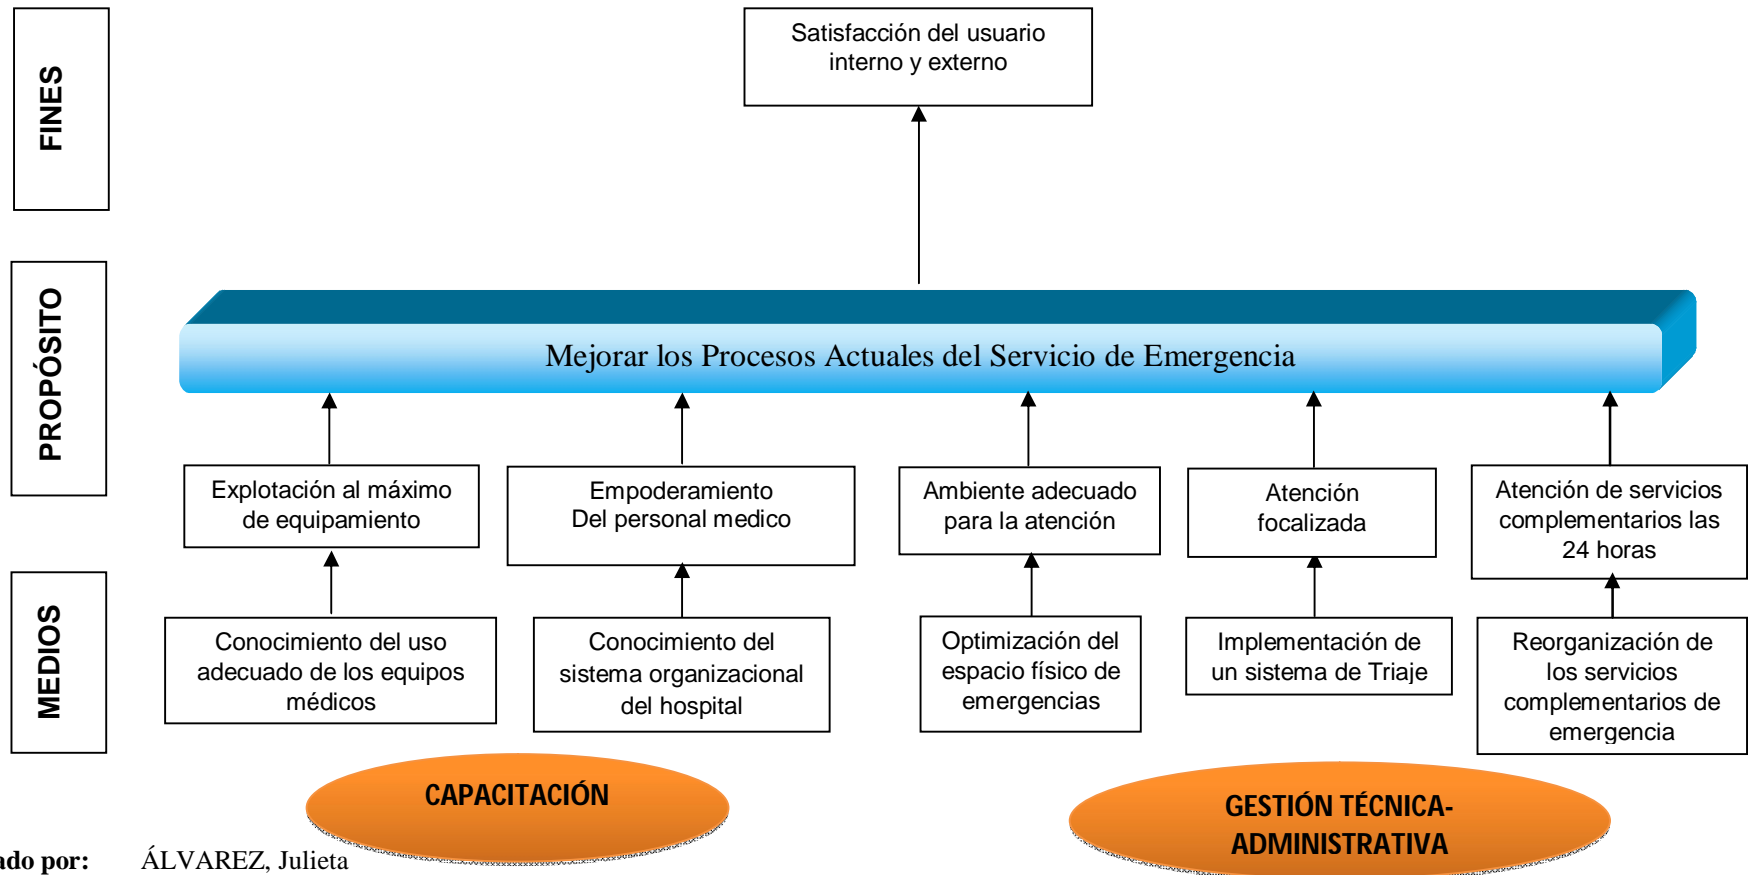 FINES
Satisfacción del usuario
interno y externo
PROPÓSITO
Mejorar los Procesos Actuales del Servicio de Emergencia
Explotación al máximo
de equipamiento
Empoderamiento
Del personal medico
Ambiente adecuado
para la atención
Atención
focalizada
Atención de servicios
complementarios las
24 horas
MEDIOS
Conocimiento del uso
adecuado de los equipos
médicos
Conocimiento del
sistema organizacional
del hospital
Optimización del
espacio físico de
emergencias
Implementación de
un sistema de Triaje
Reorganización de
los servicios
complementarios de
emergencia
CAPACITACIÓN
GESTIÓN TÉCNICA-
ADMINISTRATIVA
ado por: ÁLVAREZ, Julieta